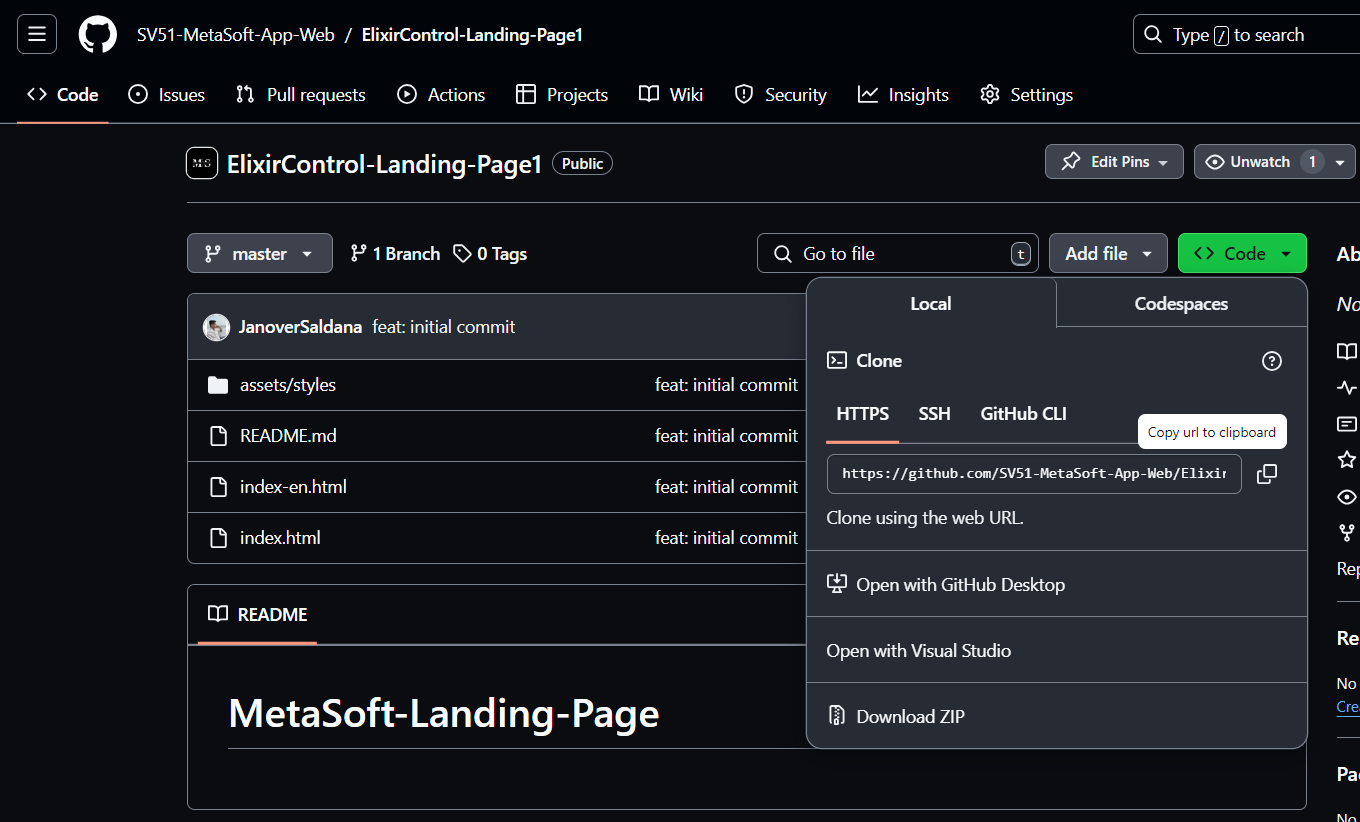 SV51-MetaSoft-App-Web / ElixirControl-Landing-Page1
Type / to search
Code Issues Pull requests Actions Projects Wiki Security Insights Settings
MS ElixirControl-Landing-Page1 Public
Edit Pins Unwatch 1
master 1 Branch 0 Tags Go to file t Add file Code
Ab
No
JanoverSaldana feat: initial commit
assets/styles feat: initial commit
README.md feat: initial commit
index-en.html feat: initial commit
index.html feat: initial commit
Local Codespaces
Clone
HTTPS SSH GitHub CLI
Copy url to clipboard
https://github.com/SV51-MetaSoft-App-Web/Elixir
Clone using the web URL.
Open with GitHub Desktop
Open with Visual Studio
Download ZIP
Rep
Re
No
Cre
Pa
No
README
MetaSoft-Landing-Page